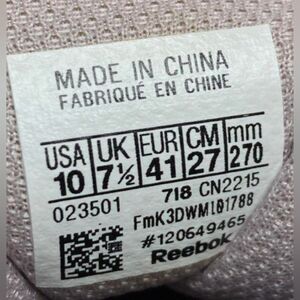 MADE IN CHINA
FABRIQUÉ EN CHINE
USA UK EUR CM mm
10 7½ 41 27 270
023501 718 CN2215
FmK3DWML01788
#120649465
Reebok